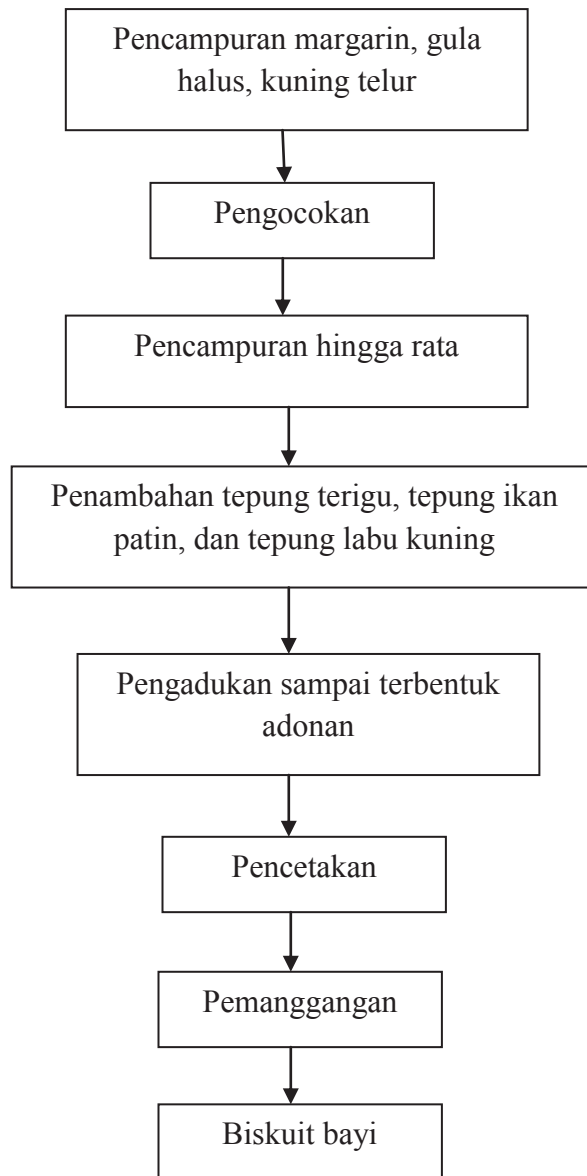 Pencampuran margarin, gula
halus, kuning telur
Pengocokan
Pencampuran hingga rata
Penambahan tepung terigu, tepung ikan
patin, dan tepung labu kuning
Pengadukan sampai terbentuk
adonan
Pencetakan
Pemanggangan
Biskuit bayi